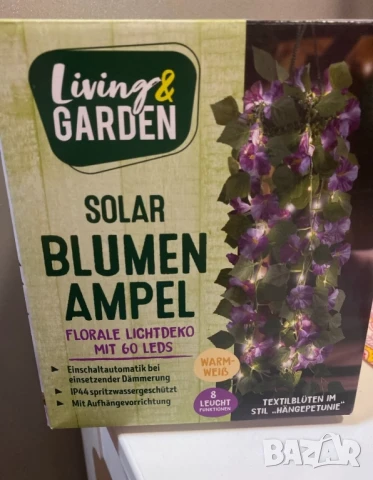 Living &
GARDEN
SOLAR
BLUMEN
AMPEL
FLORALE LICHTDEKO
MIT 60 LEDS
Einschaltautomatik bei
einsetzender Dämmerung
IP44 spritzwassergeschützt
Mit Aufhängevorrichtung
WARM-
WEIß
8
LEUCHT
FUNKTIONEN
TEXTILBLÜTEN IM
STIL „HÄNGEPETUNIE"
BAZAR
bg